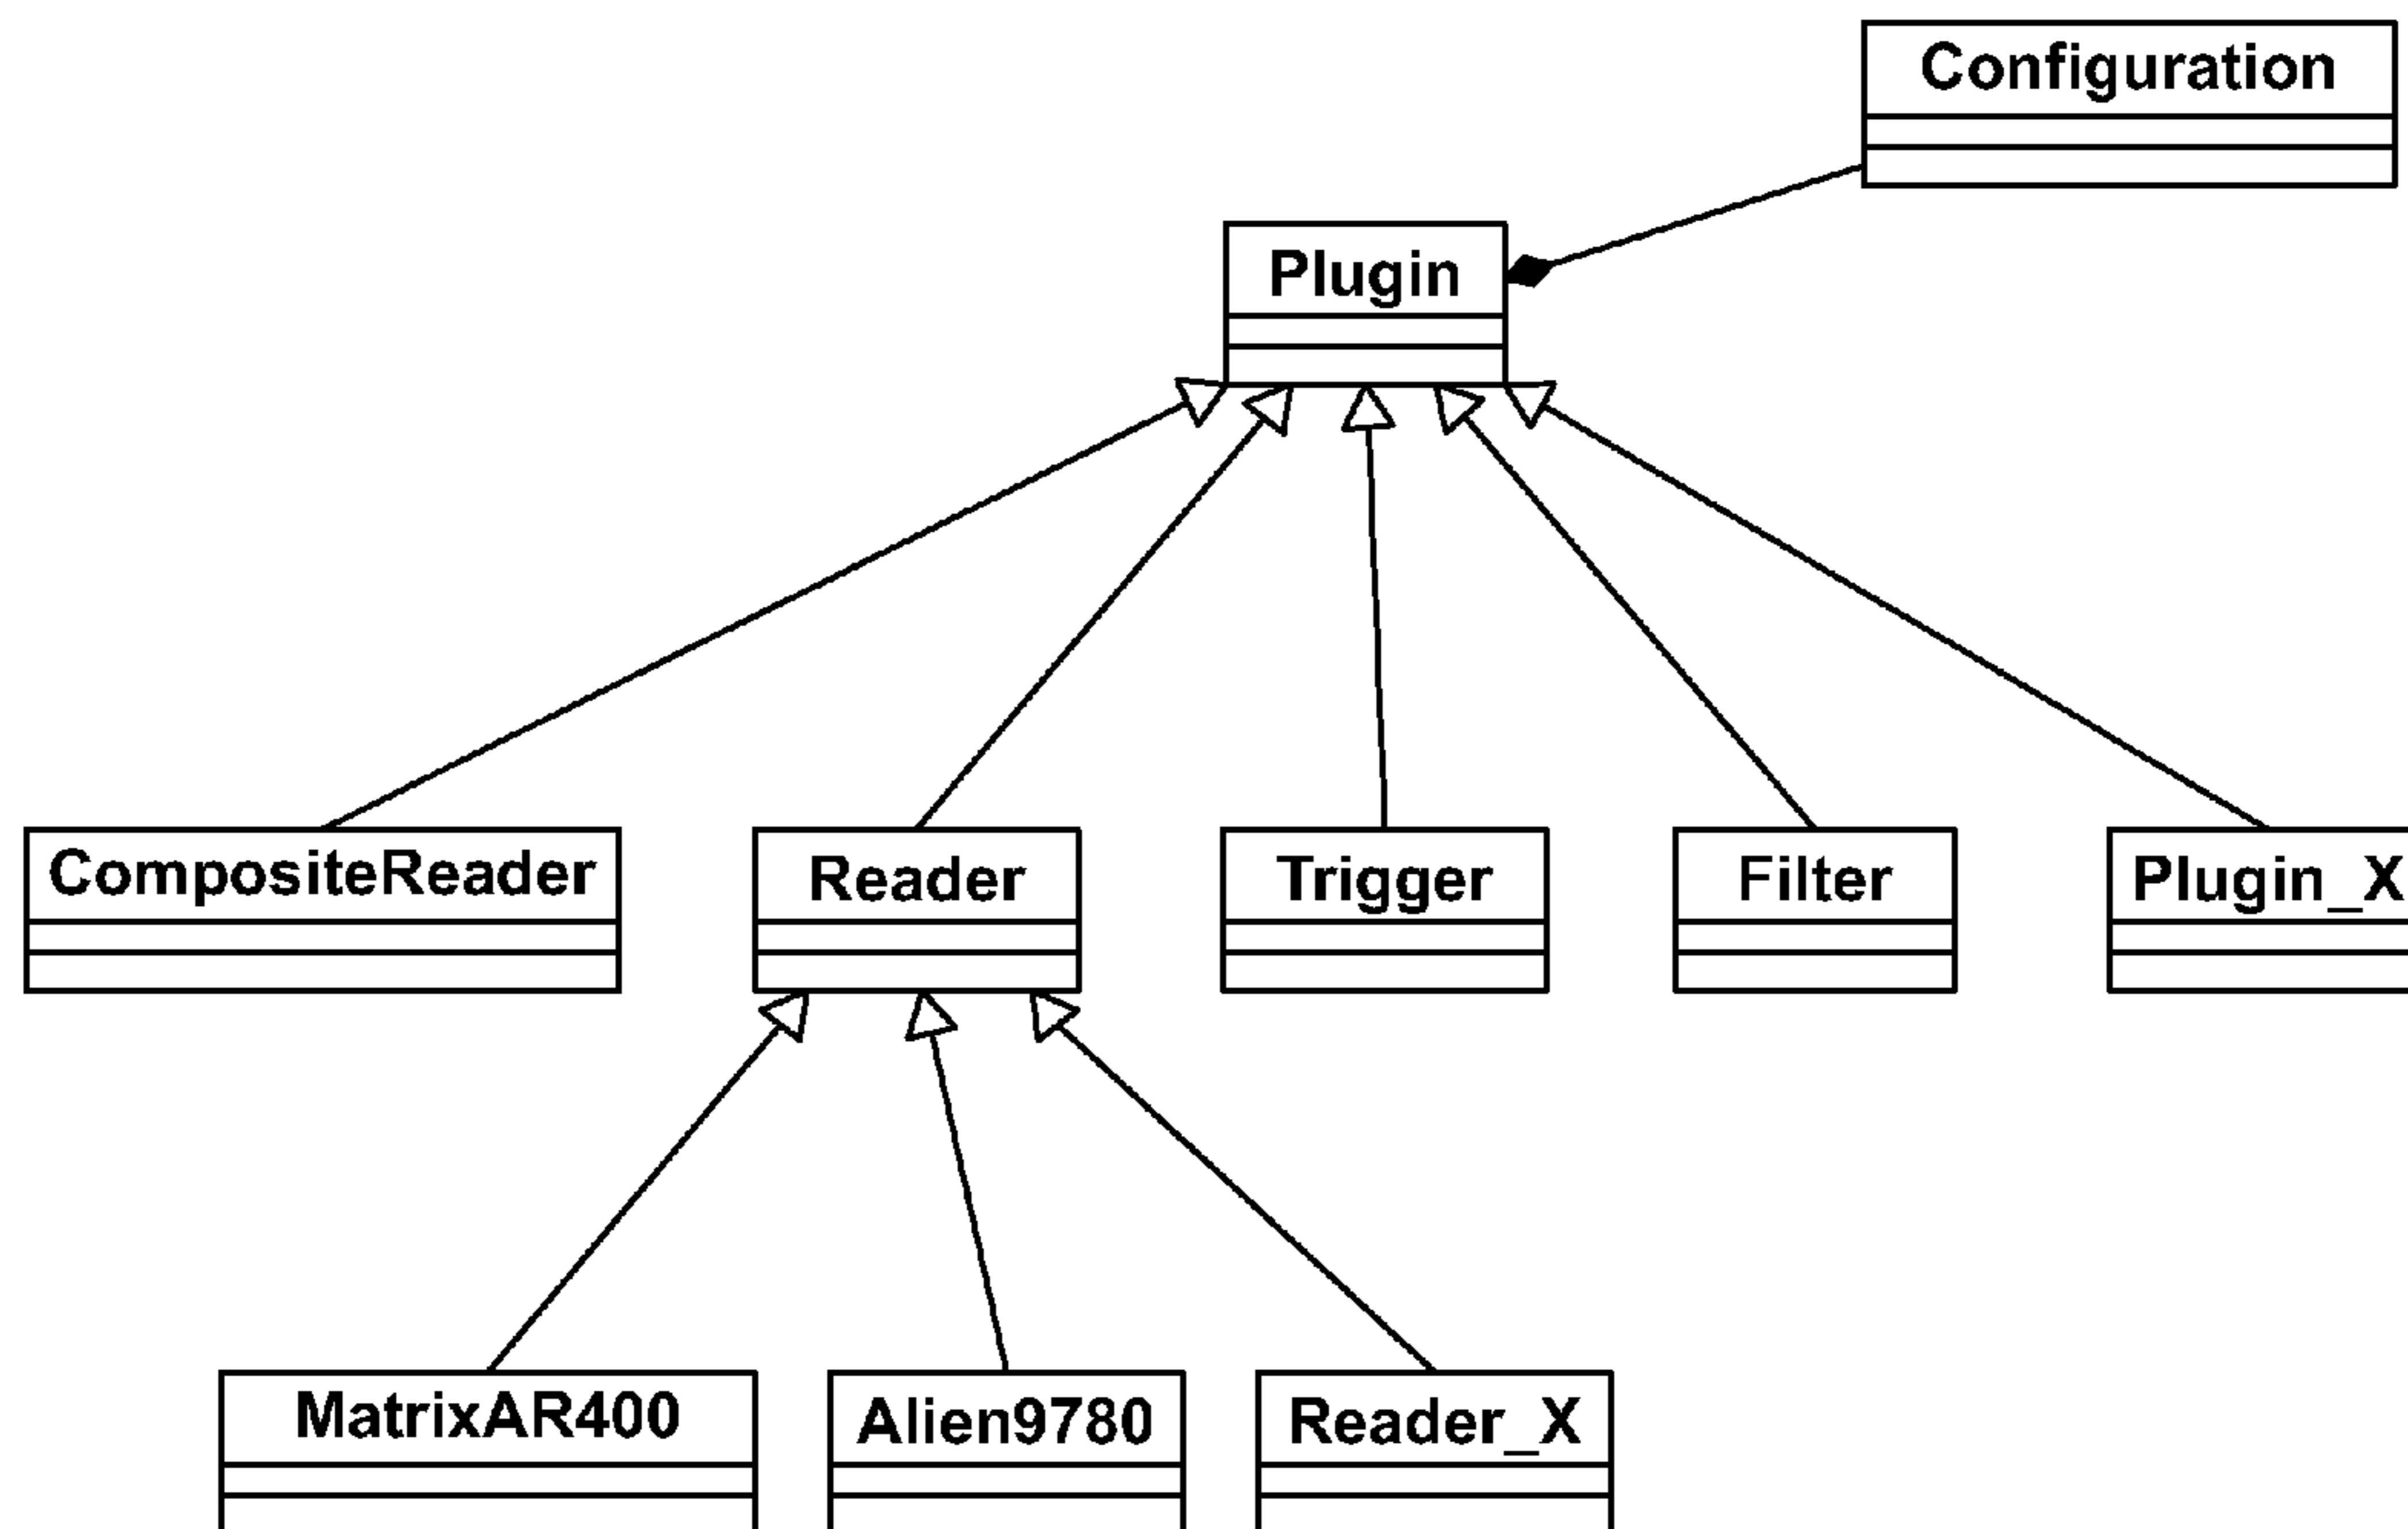 Configuration
Plugin
CompositeReader
Reader
Trigger
Filter
Plugin_X
MatrixAR400
Alien9780
Reader_X